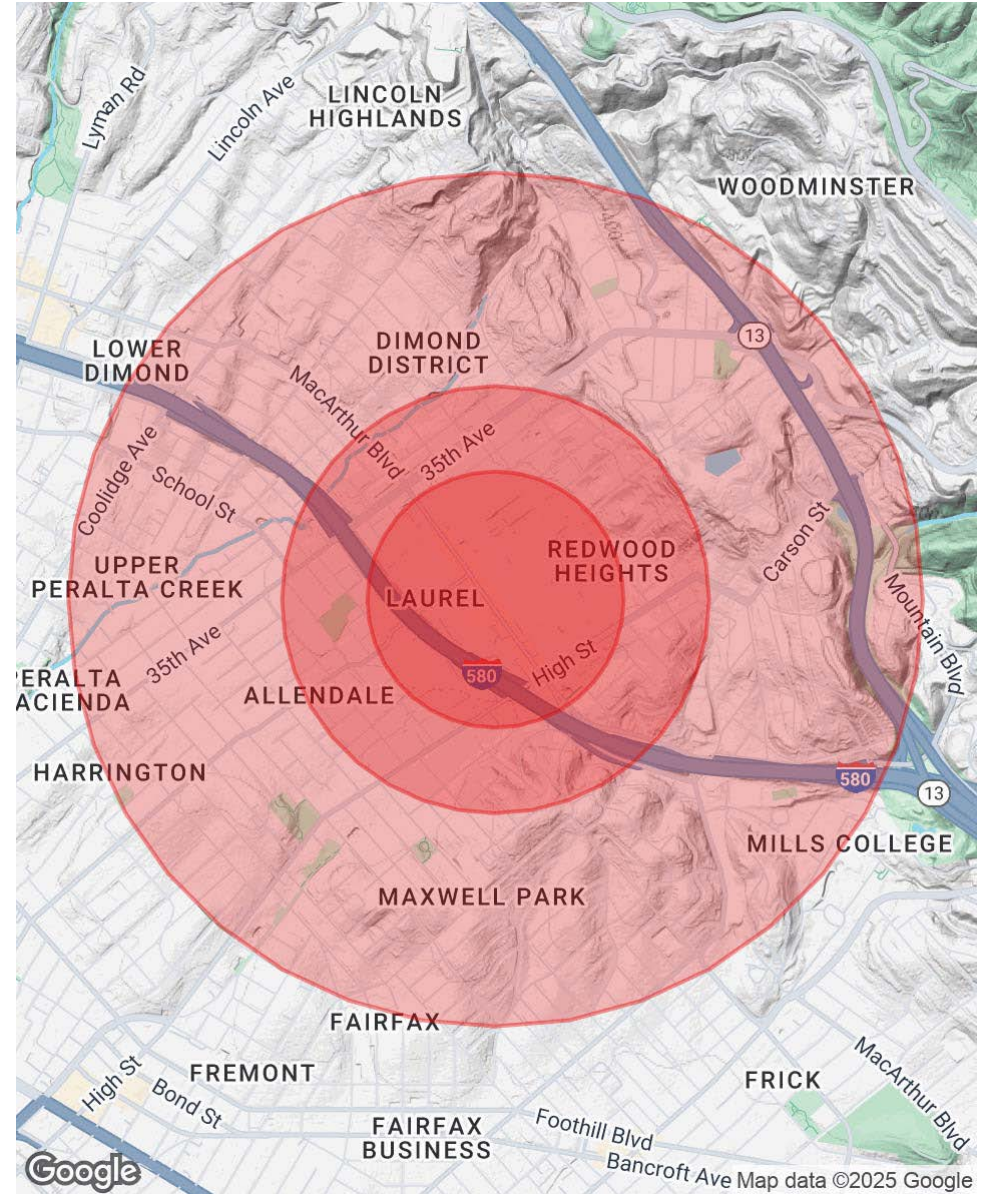 Lyman Rd
Lincoln Ave
LINCOLN
HIGHLANDS
WOODMINSTER
13
LOWER
DIMOND
DIMOND
DISTRICT
MacArthur Blvd
35th Ave
Coolidge Ave
School St
Carson St
UPPER
PERALTA CREEK
REDWOOD
HEIGHTS
LAUREL
Mountain Blvd
35th Ave
High St
580
ERALTA
ACIENDA
ALLENDALE
HARRINGTON
580
13
MILLS COLLEGE
MAXWELL PARK
FAIRFAX
FREMONT
FRICK
MacArthur Blvd
High St
Bond St
FAIRFAX
BUSINESS
Foothill Blvd
Bancroft Ave
Google
Map data ©2025 Google